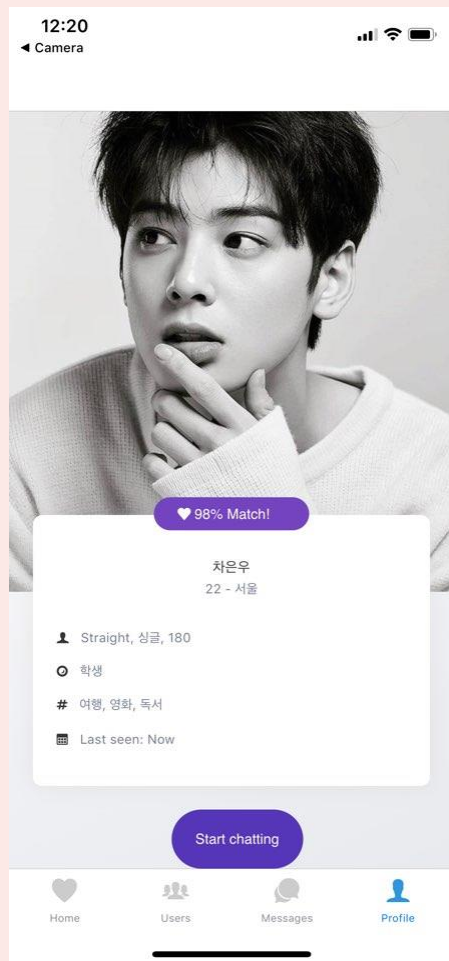 12:20
◀ Camera
98% Match!
차은우
22 - 서울
Straight, 싱글, 180
학생
# 여행, 영화, 독서
Last seen: Now
Start chatting
Home Users Messages Profile